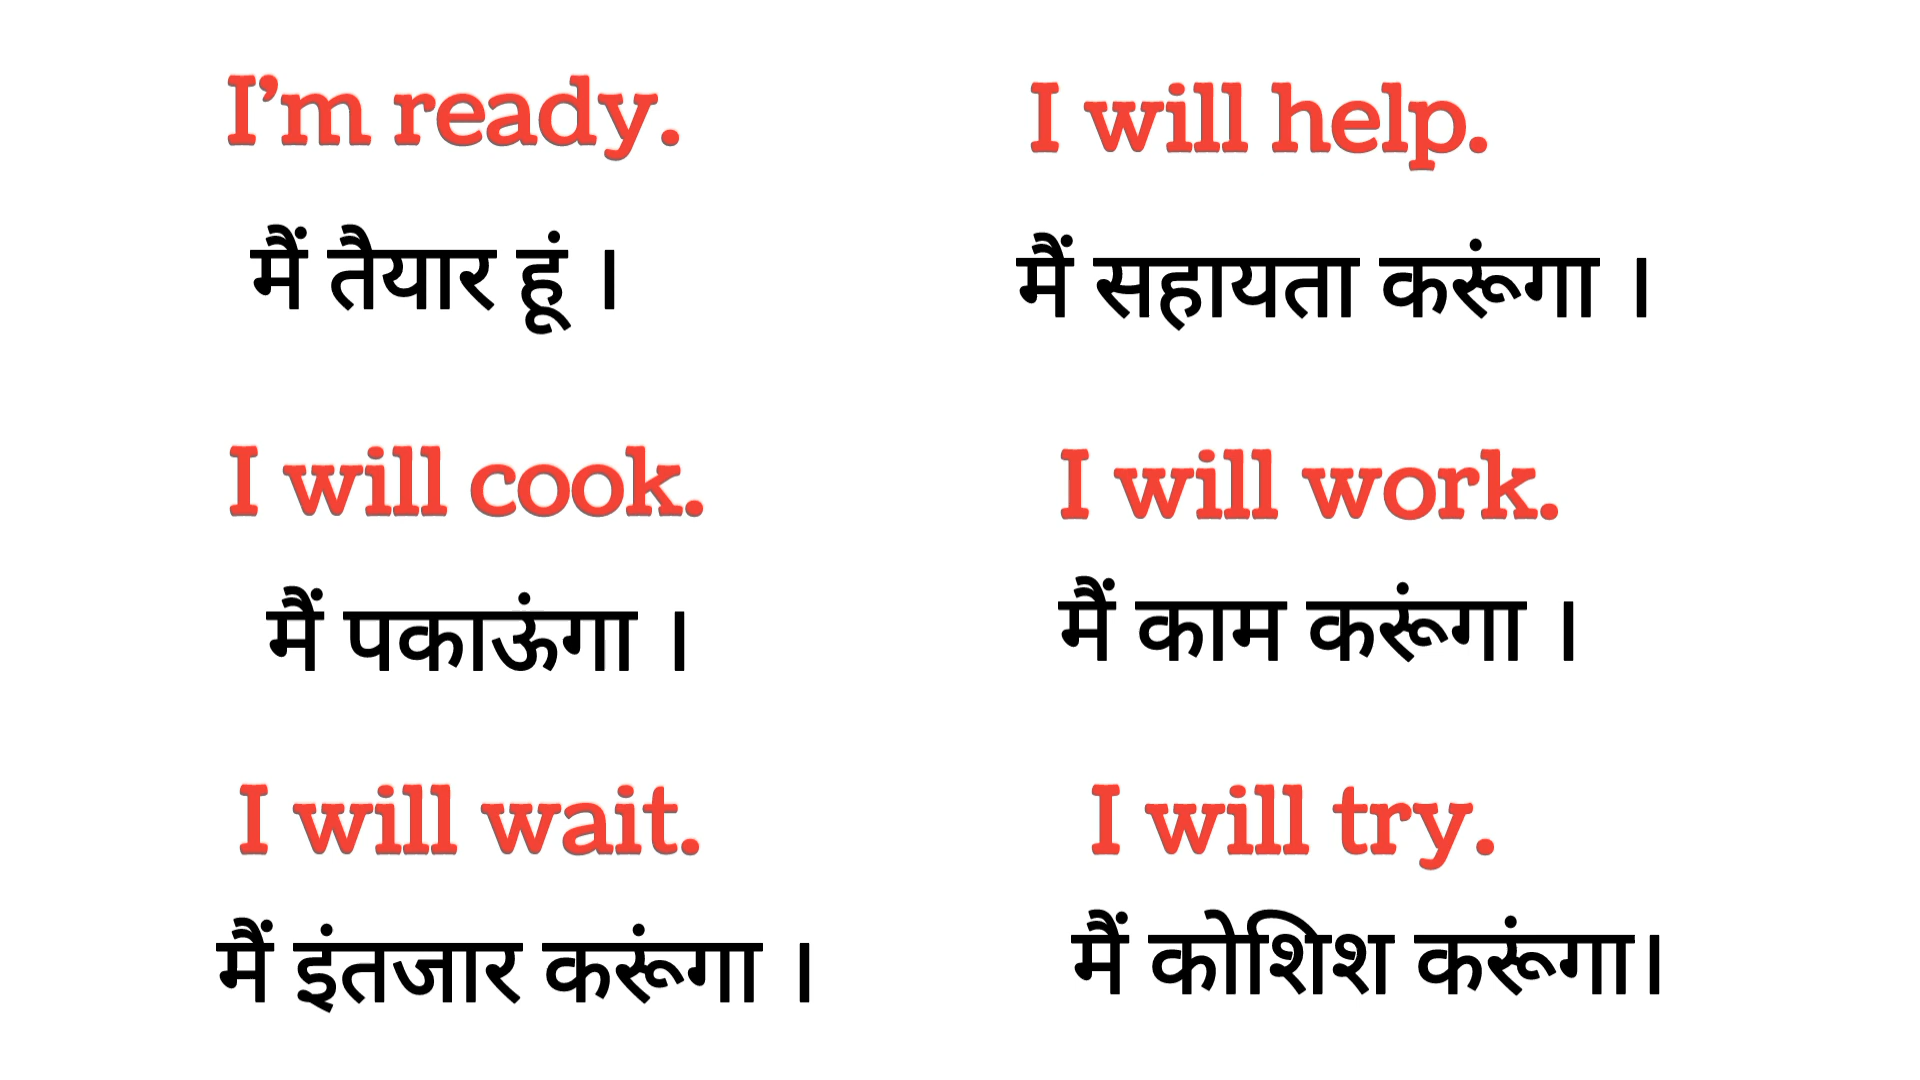 I’m ready.
मैं तैयार हूं ।
I will help.
मैं सहायता करूंगा ।
I will cook.
मैं पकाऊंगा ।
I will work.
मैं काम करूंगा ।
I will wait.
मैं इंतजार करूंगा ।
I will try.
मैं कोशिश करूंगा।